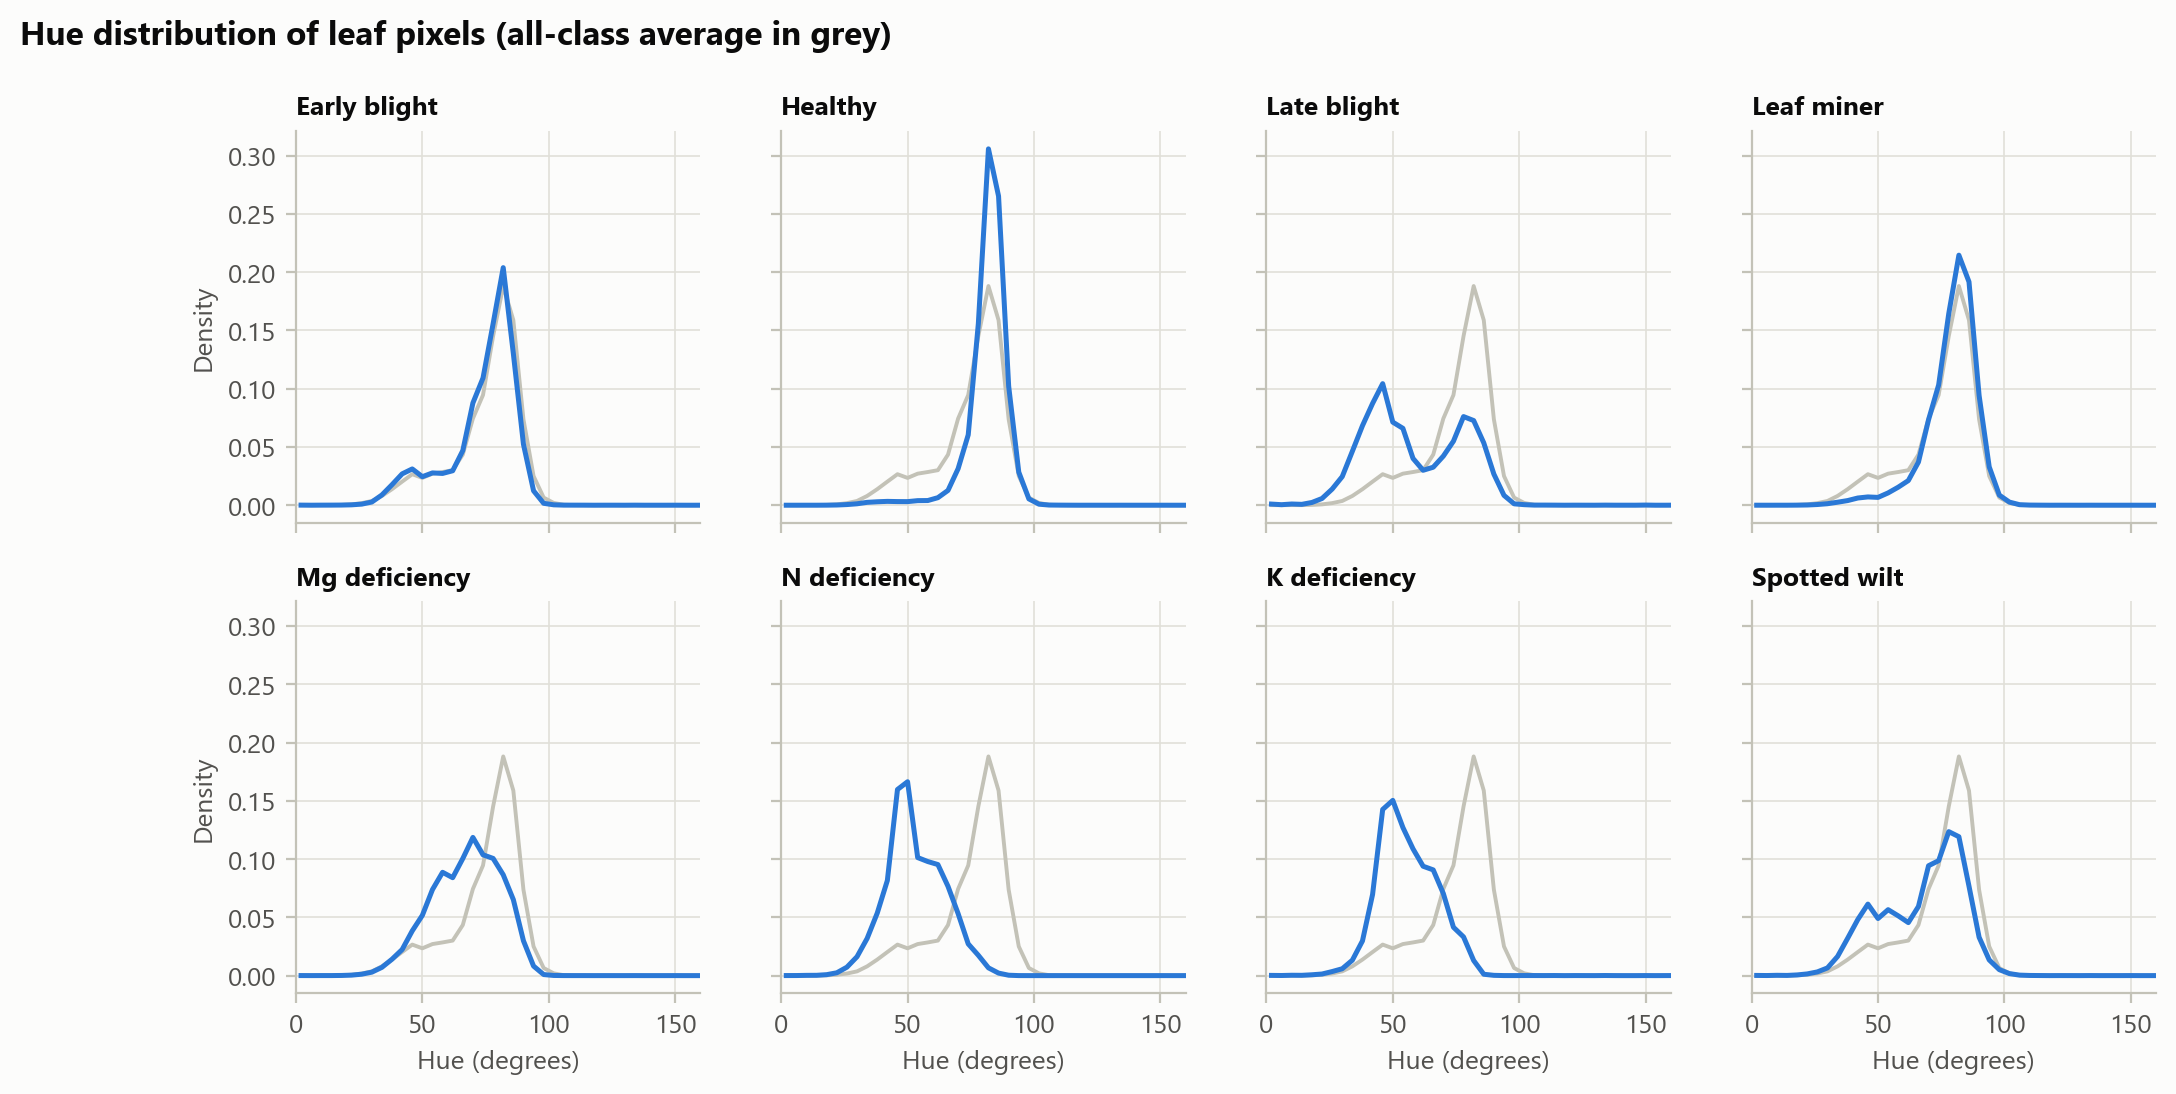 Hue distribution of leaf pixels (all-class average in grey)
Early blight
Healthy
Late blight
Leaf miner
Density
0.30
0.25
0.20
0.15
0.10
0.05
0.00
Mg deficiency
N deficiency
K deficiency
Spotted wilt
Density
0.30
0.25
0.20
0.15
0.10
0.05
0.00
0 50 100 150
0 50 100 150
0 50 100 150
0 50 100 150
Hue (degrees)
Hue (degrees)
Hue (degrees)
Hue (degrees)